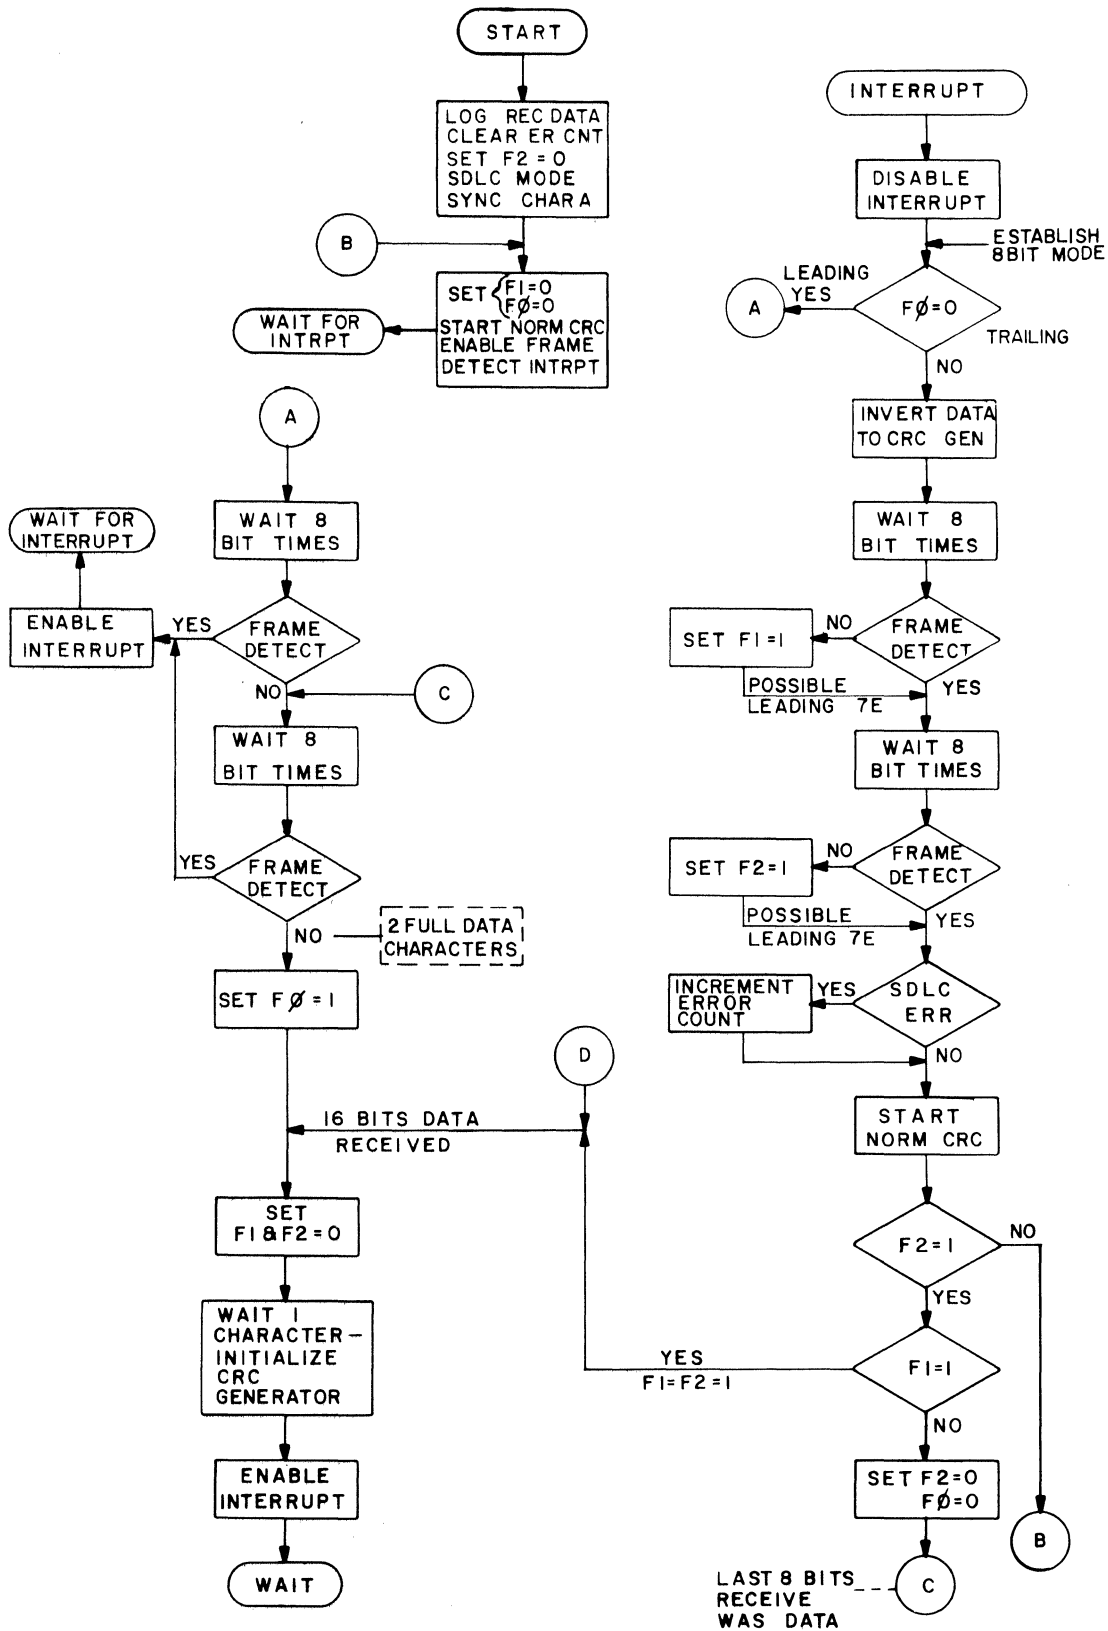 START
LOG REC DATA
CLEAR ER CNT
SET F2=0
SDLC MODE
SYNC CHARA
B
SET { F1=0
FØ=0
START NORM CRC
ENABLE FRAME
DETECT INTRPT
WAIT FOR
INTRPT
A
WAIT 8
BIT TIMES
WAIT FOR
INTERRUPT
ENABLE
INTERRUPT
YES
FRAME
DETECT
NO
C
WAIT 8
BIT TIMES
YES
FRAME
DETECT
NO
2 FULL DATA
CHARACTERS
SET FØ=1
D
16 BITS DATA
RECEIVED
SET
F1&F2=0
WAIT 1
CHARACTER—
INITIALIZE
CRC
GENERATOR
ENABLE
INTERRUPT
WAIT
INTERRUPT
DISABLE
INTERRUPT
ESTABLISH
8BIT MODE
LEADING
YES
A
FØ=0
TRAILING
NO
INVERT DATA
TO CRC GEN
WAIT 8
BIT TIMES
SET F1=1
NO
FRAME
DETECT
YES
POSSIBLE
LEADING 7E
WAIT 8
BIT TIMES
SET F2=1
NO
FRAME
DETECT
YES
POSSIBLE
LEADING 7E
INCREMENT
ERROR
COUNT
YES
SDLC
ERR
NO
START
NORM CRC
F2=1
NO
YES
YES
F1=F2=1
F1=1
NO
SET F2=0
FØ=0
B
C
LAST 8 BITS
RECEIVE
WAS DATA